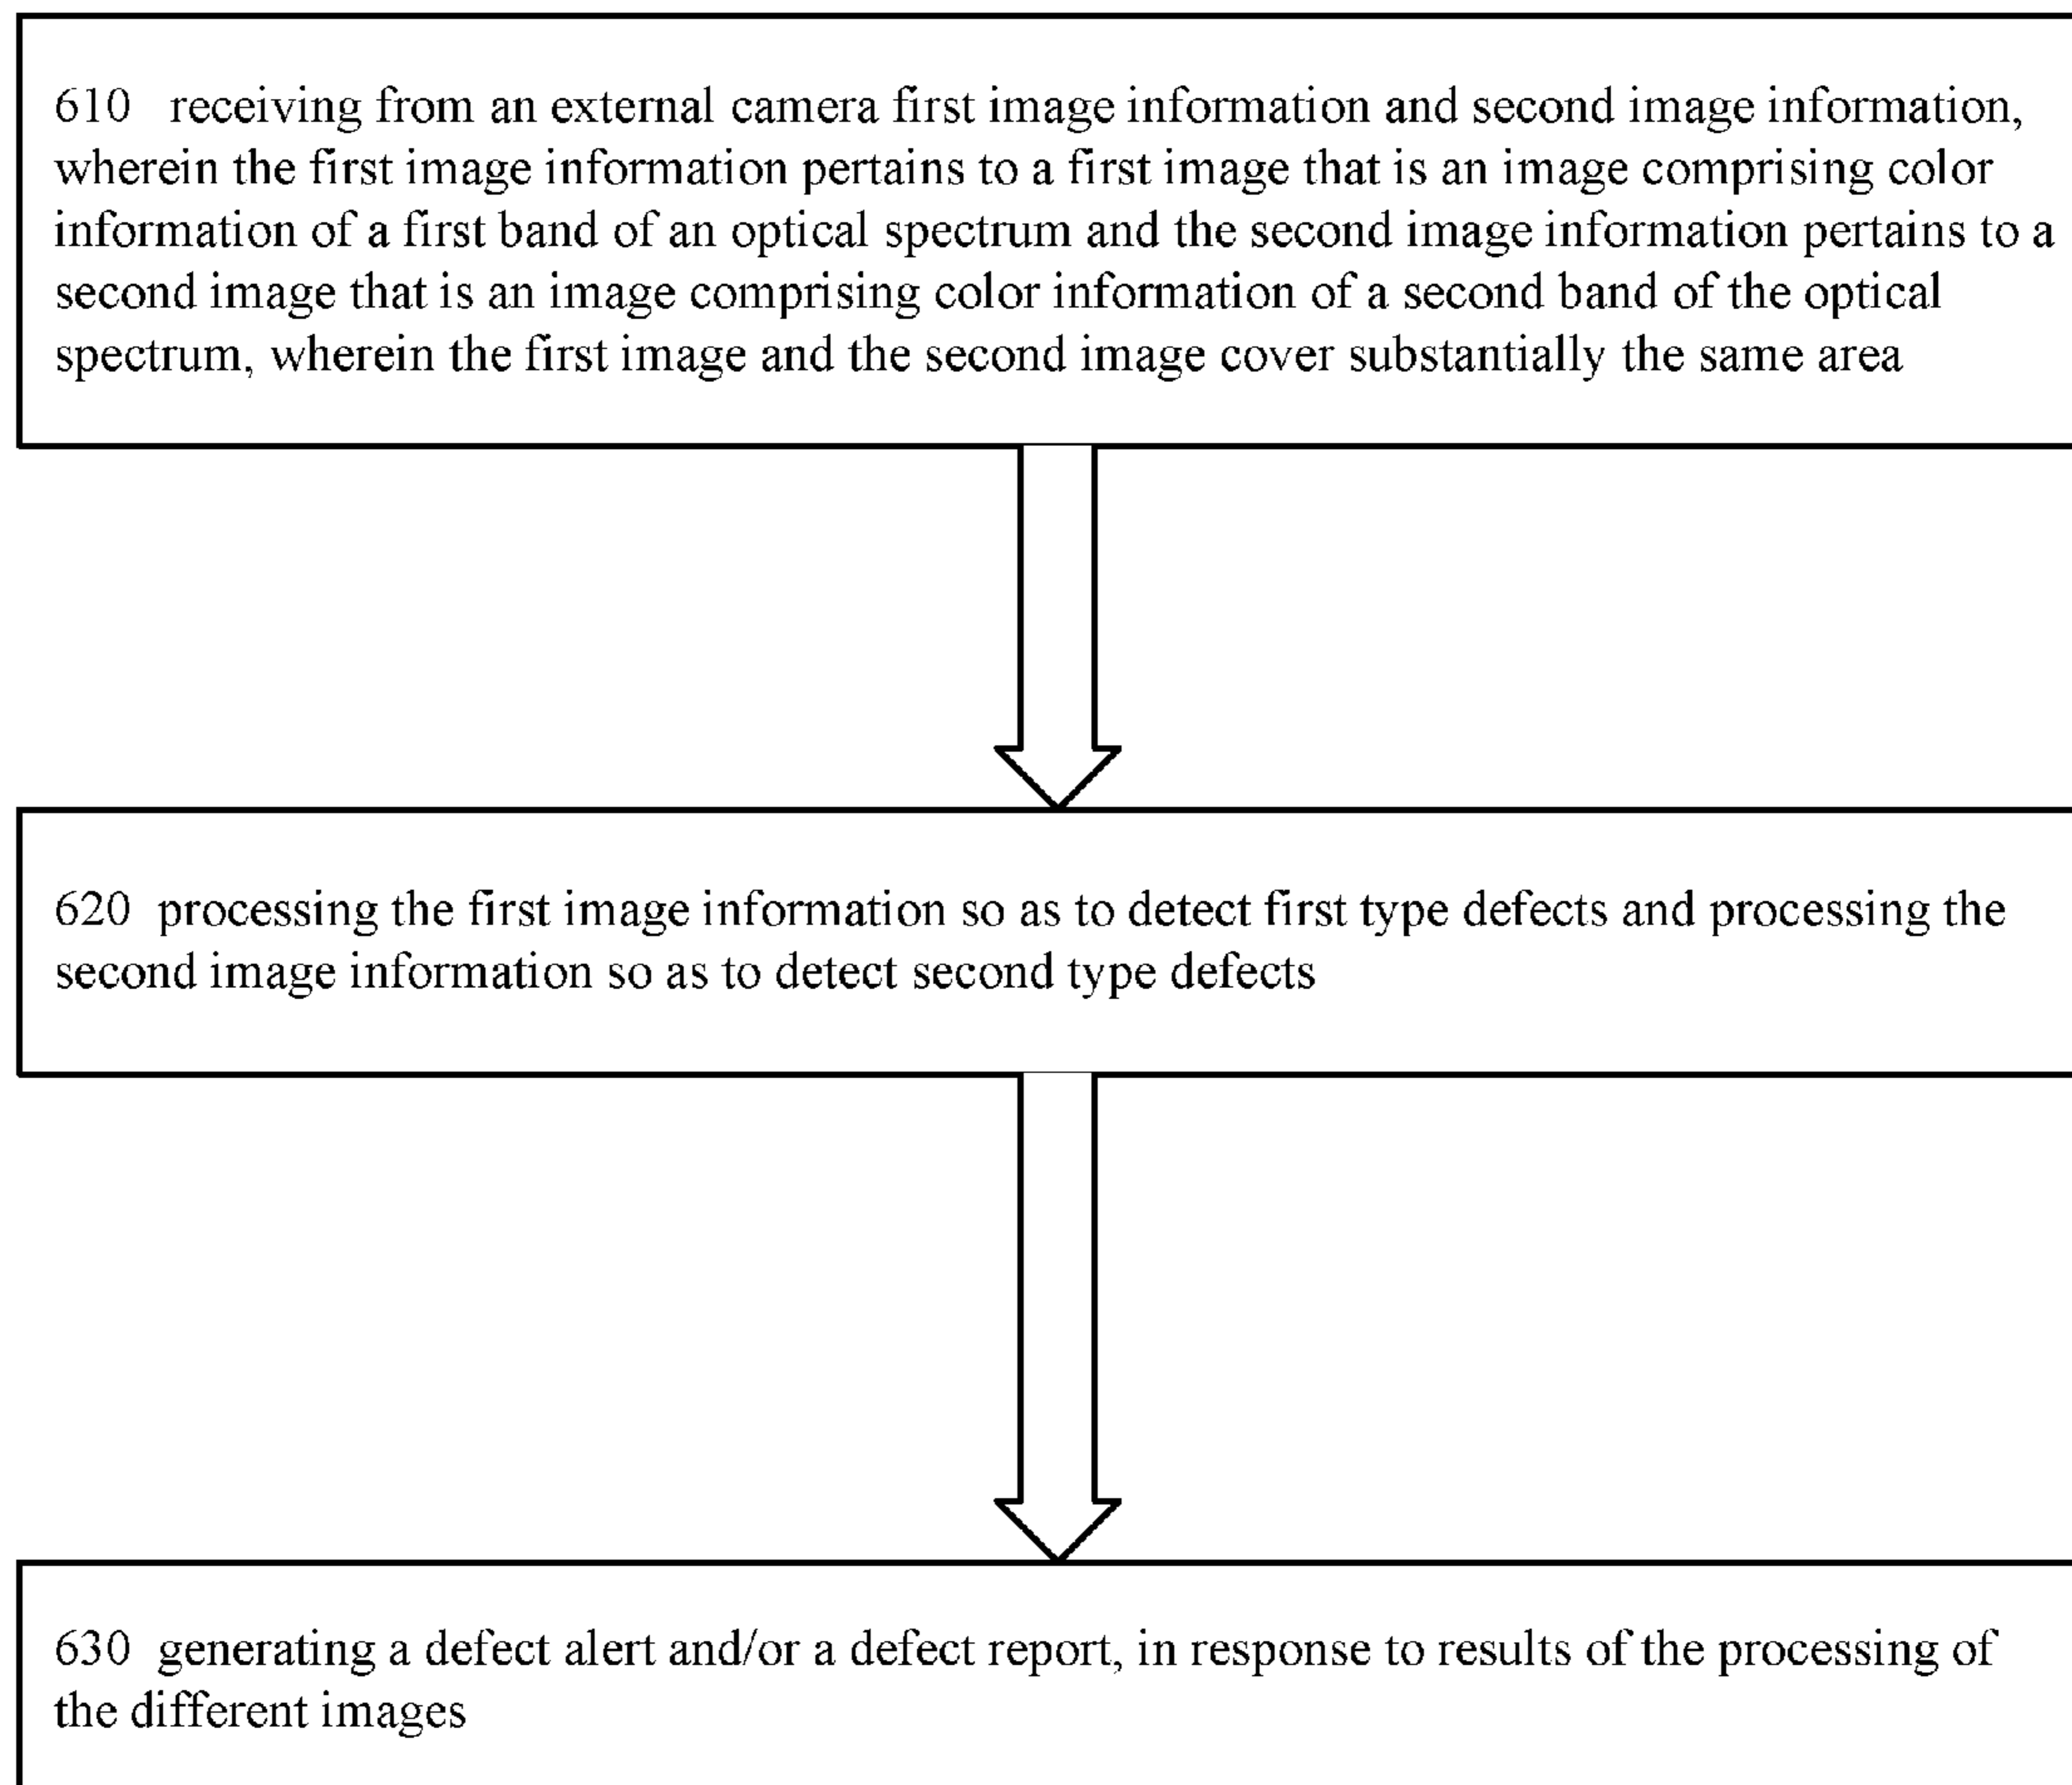 610 receiving from an external camera first image information and second image information,
wherein the first image information pertains to a first image that is an image comprising color
information of a first band of an optical spectrum and the second image information pertains to a
second image that is an image comprising color information of a second band of the optical
spectrum, wherein the first image and the second image cover substantially the same area
620 processing the first image information so as to detect first type defects and processing the
second image information so as to detect second type defects
630 generating a defect alert and/or a defect report, in response to results of the processing of
the different images